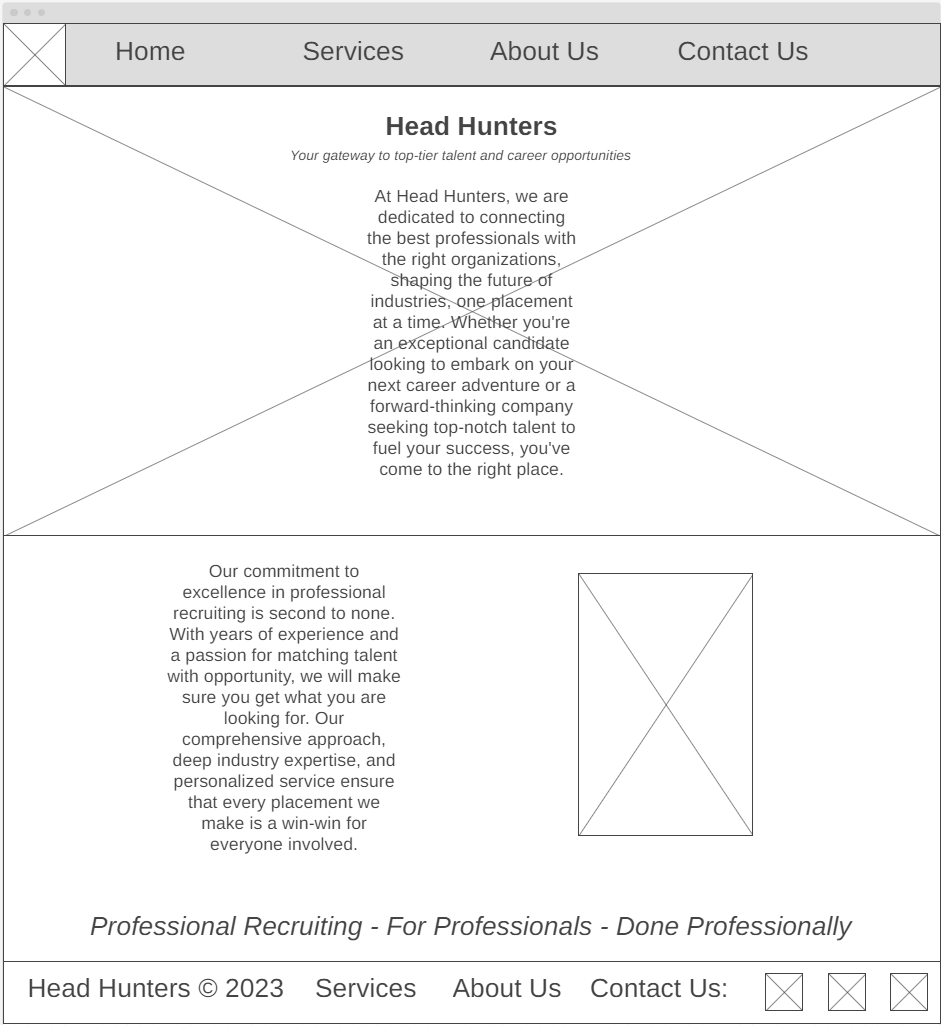 Home Services About Us Contact Us
Head Hunters
Your gateway to top-tier talent and career opportunities
At Head Hunters, we are
dedicated to connecting
the best professionals with
the right organizations,
shaping the future of
industries, one placement
at a time. Whether you're
an exceptional candidate
looking to embark on your
next career adventure or a
forward-thinking company
seeking top-notch talent to
fuel your success, you've
come to the right place.
Our commitment to
excellence in professional
recruiting is second to none.
With years of experience and
a passion for matching talent
with opportunity, we will make
sure you get what you are
looking for. Our
comprehensive approach,
deep industry expertise, and
personalized service ensure
that every placement we
make is a win-win for
everyone involved.
Professional Recruiting - For Professionals - Done Professionally
Head Hunters © 2023 Services About Us Contact Us: